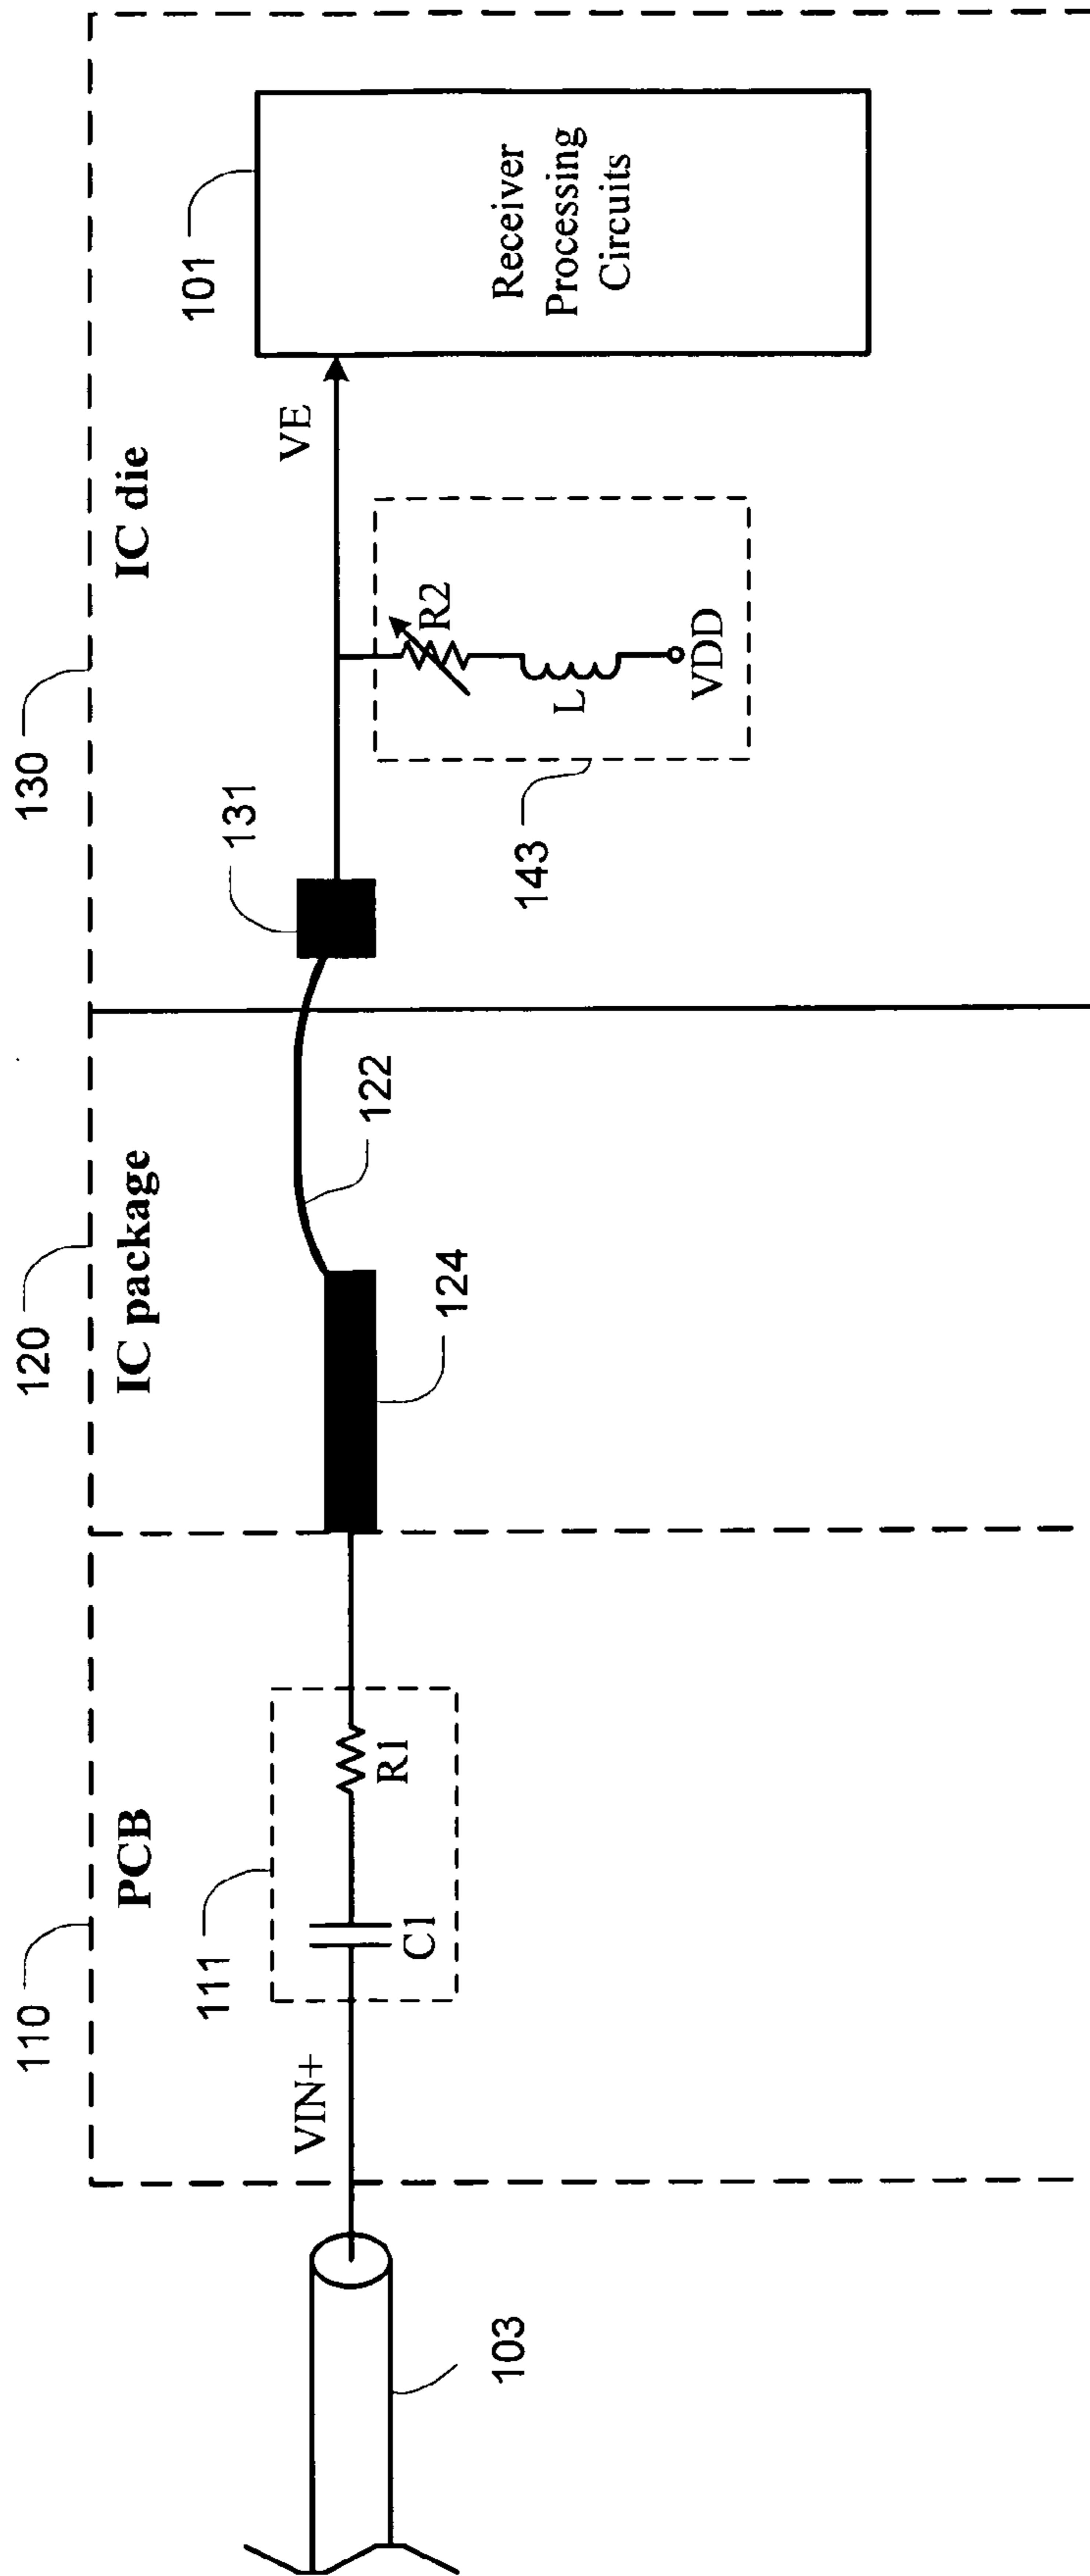 110
120
130
PCB
IC package
IC die
111
131
101
VIN+
C1
R1
122
124
VE
R2
L
VDD
143
103
Receiver
Processing
Circuits